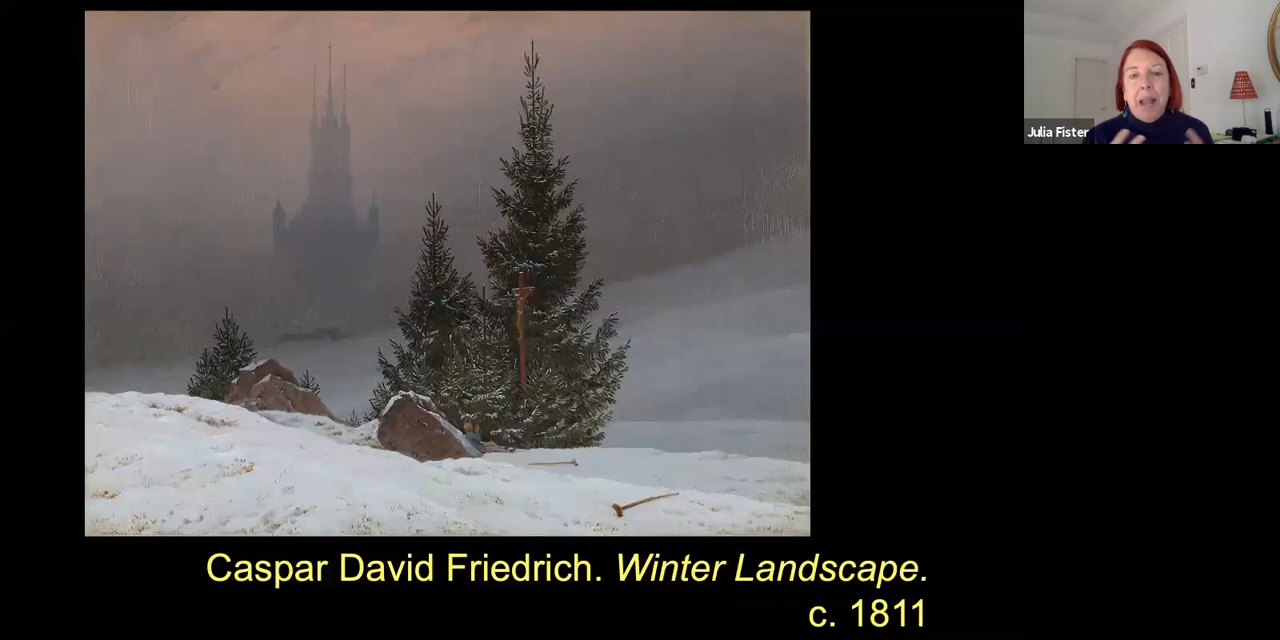 Julia Fister
Caspar David Friedrich. Winter Landscape.
c. 1811